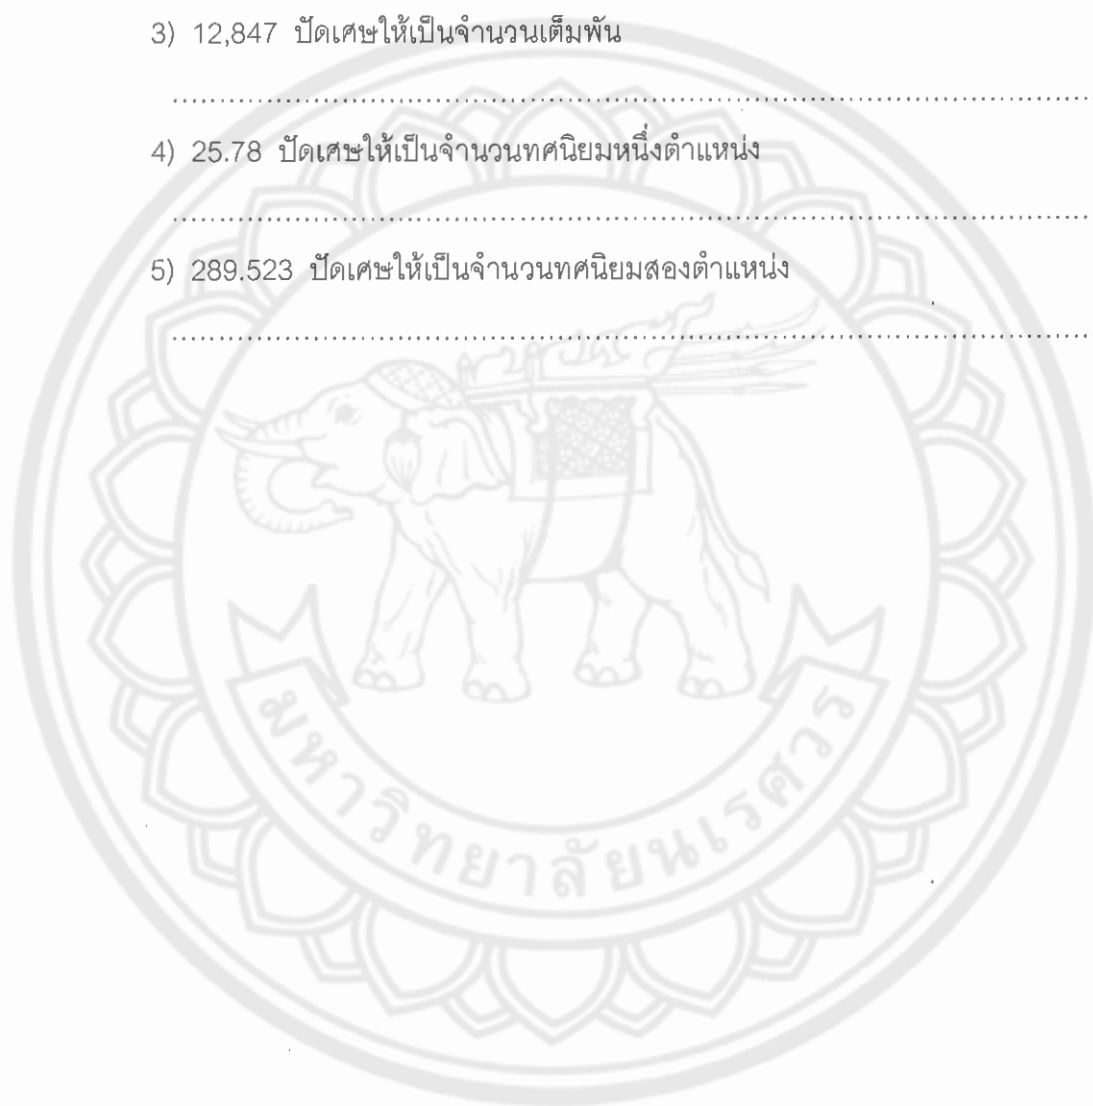 3) 12,847 ปัดเศษให้เป็นจำนวนเต็มพัน
................................................................................
4) 25.78 ปัดเศษให้เป็นจำนวนทศนิยมหนึ่งตำแหน่ง
................................................................................
5) 289.523 ปัดเศษให้เป็นจำนวนทศนิยมสองตำแหน่ง
................................................................................
มหาวิทยาลัยนเรศวร